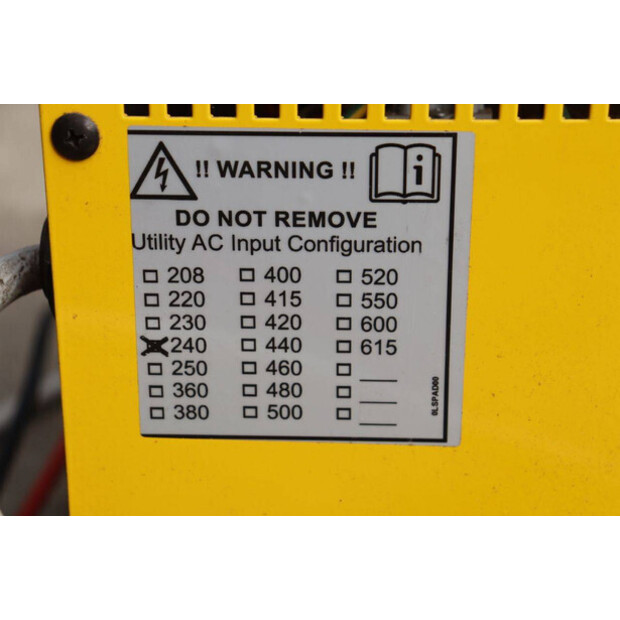 !! WARNING !!
i
DO NOT REMOVE
Utility AC Input Configuration
208 400 520
220 415 550
230 420 600
240 440 615
250 460
360 480
380 500
8LSPAD00